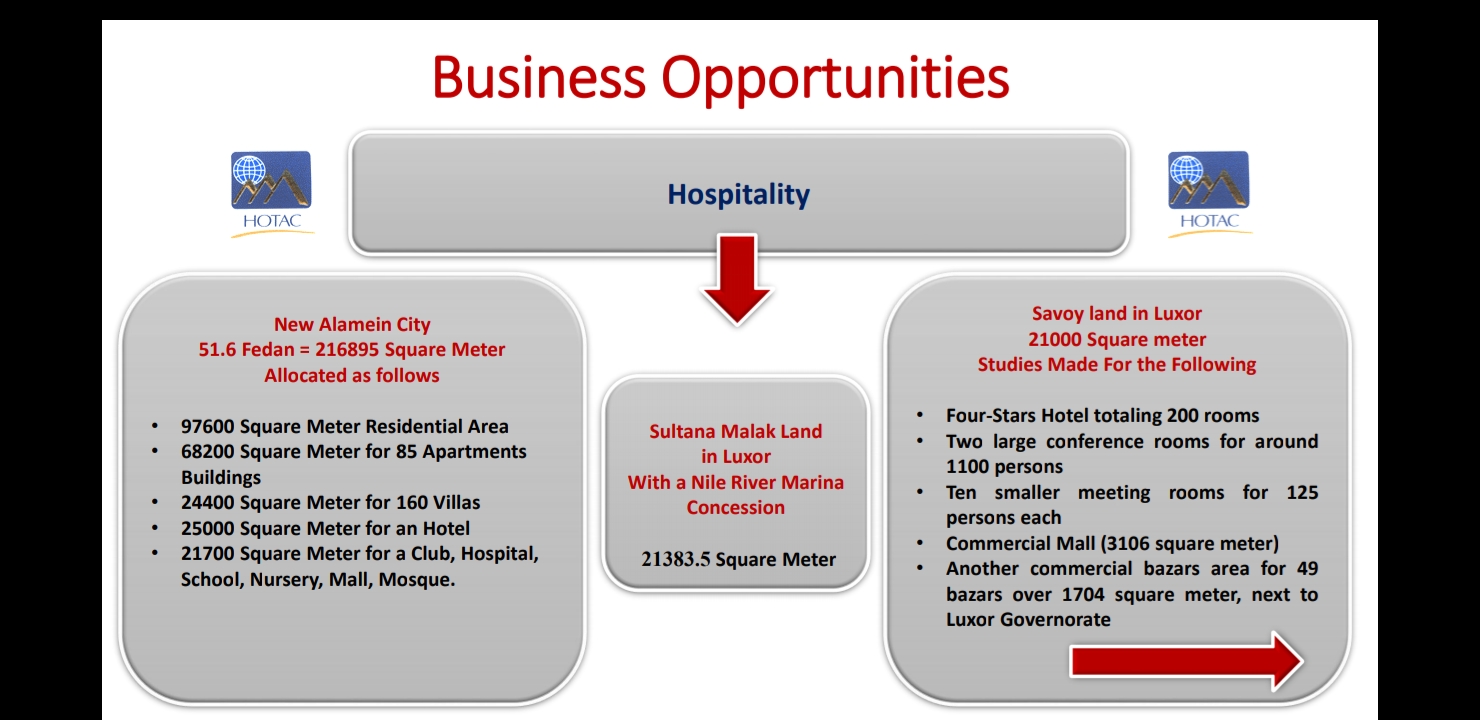 Business Opportunities
Hospitality
HOTAC
HOTAC
New Alamein City
51.6 Fedan = 216895 Square Meter
Allocated as follows
• 97600 Square Meter Residential Area
• 68200 Square Meter for 85 Apartments
Buildings
• 24400 Square Meter for 160 Villas
• 25000 Square Meter for an Hotel
• 21700 Square Meter for a Club, Hospital,
School, Nursery, Mall, Mosque.
Sultana Malak Land
in Luxor
With a Nile River Marina
Concession
21383.5 Square Meter
Savoy land in Luxor
21000 Square meter
Studies Made For the Following
• Four-Stars Hotel totaling 200 rooms
• Two large conference rooms for around
1100 persons
• Ten smaller meeting rooms for 125
persons each
• Commercial Mall (3106 square meter)
• Another commercial bazars area for 49
bazars over 1704 square meter, next to
Luxor Governorate